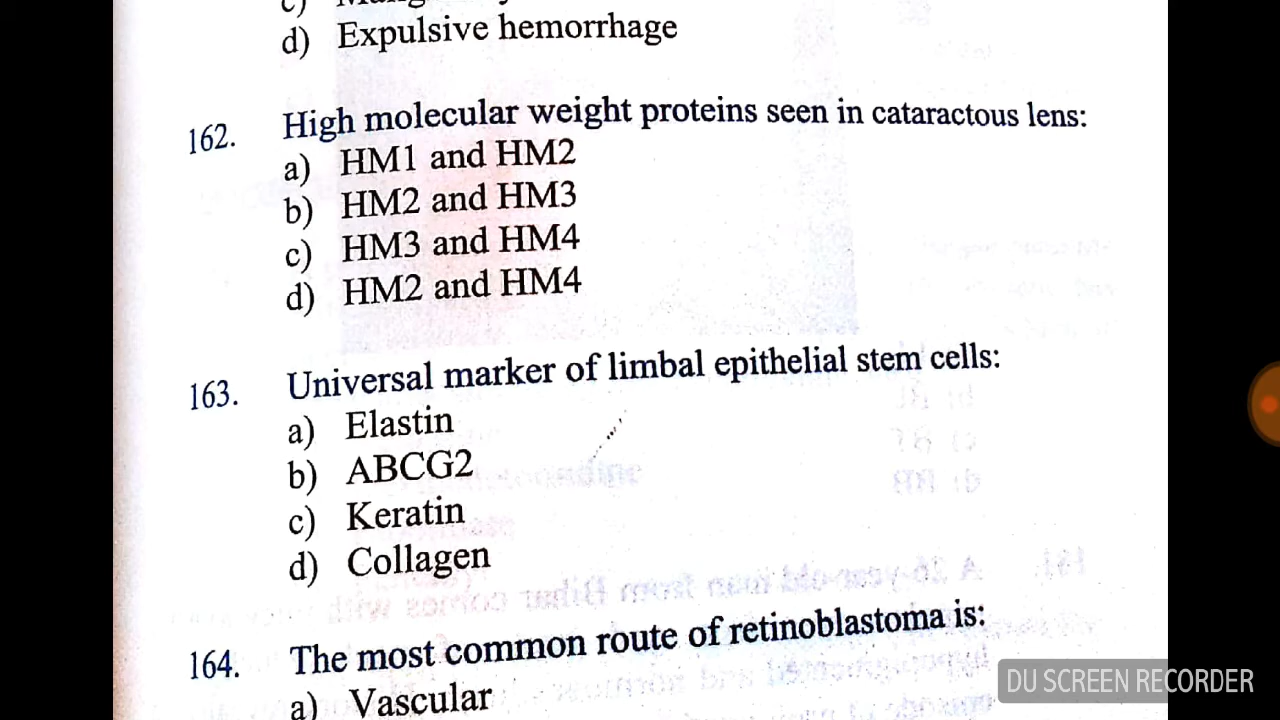 d) Expulsive hemorrhage
162. High molecular weight proteins seen in cataractous lens:
a) HM1 and HM2
b) HM2 and HM3
c) HM3 and HM4
d) HM2 and HM4
163. Universal marker of limbal epithelial stem cells:
a) Elastin
b) ABCG2
c) Keratin
d) Collagen
164. The most common route of retinoblastoma is:
a) Vascular
DU SCREEN RECORDER